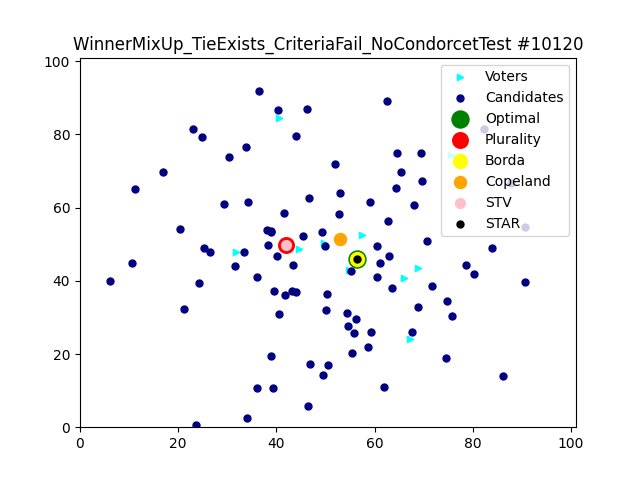 WinnerMixUp_TieExists_CriteriaFail_NoCondorcetTest #10120
100
80
60
40
20
0
0
20
40
60
80
100
Voters
Candidates
Optimal
Plurality
Borda
Copeland
STV
STAR